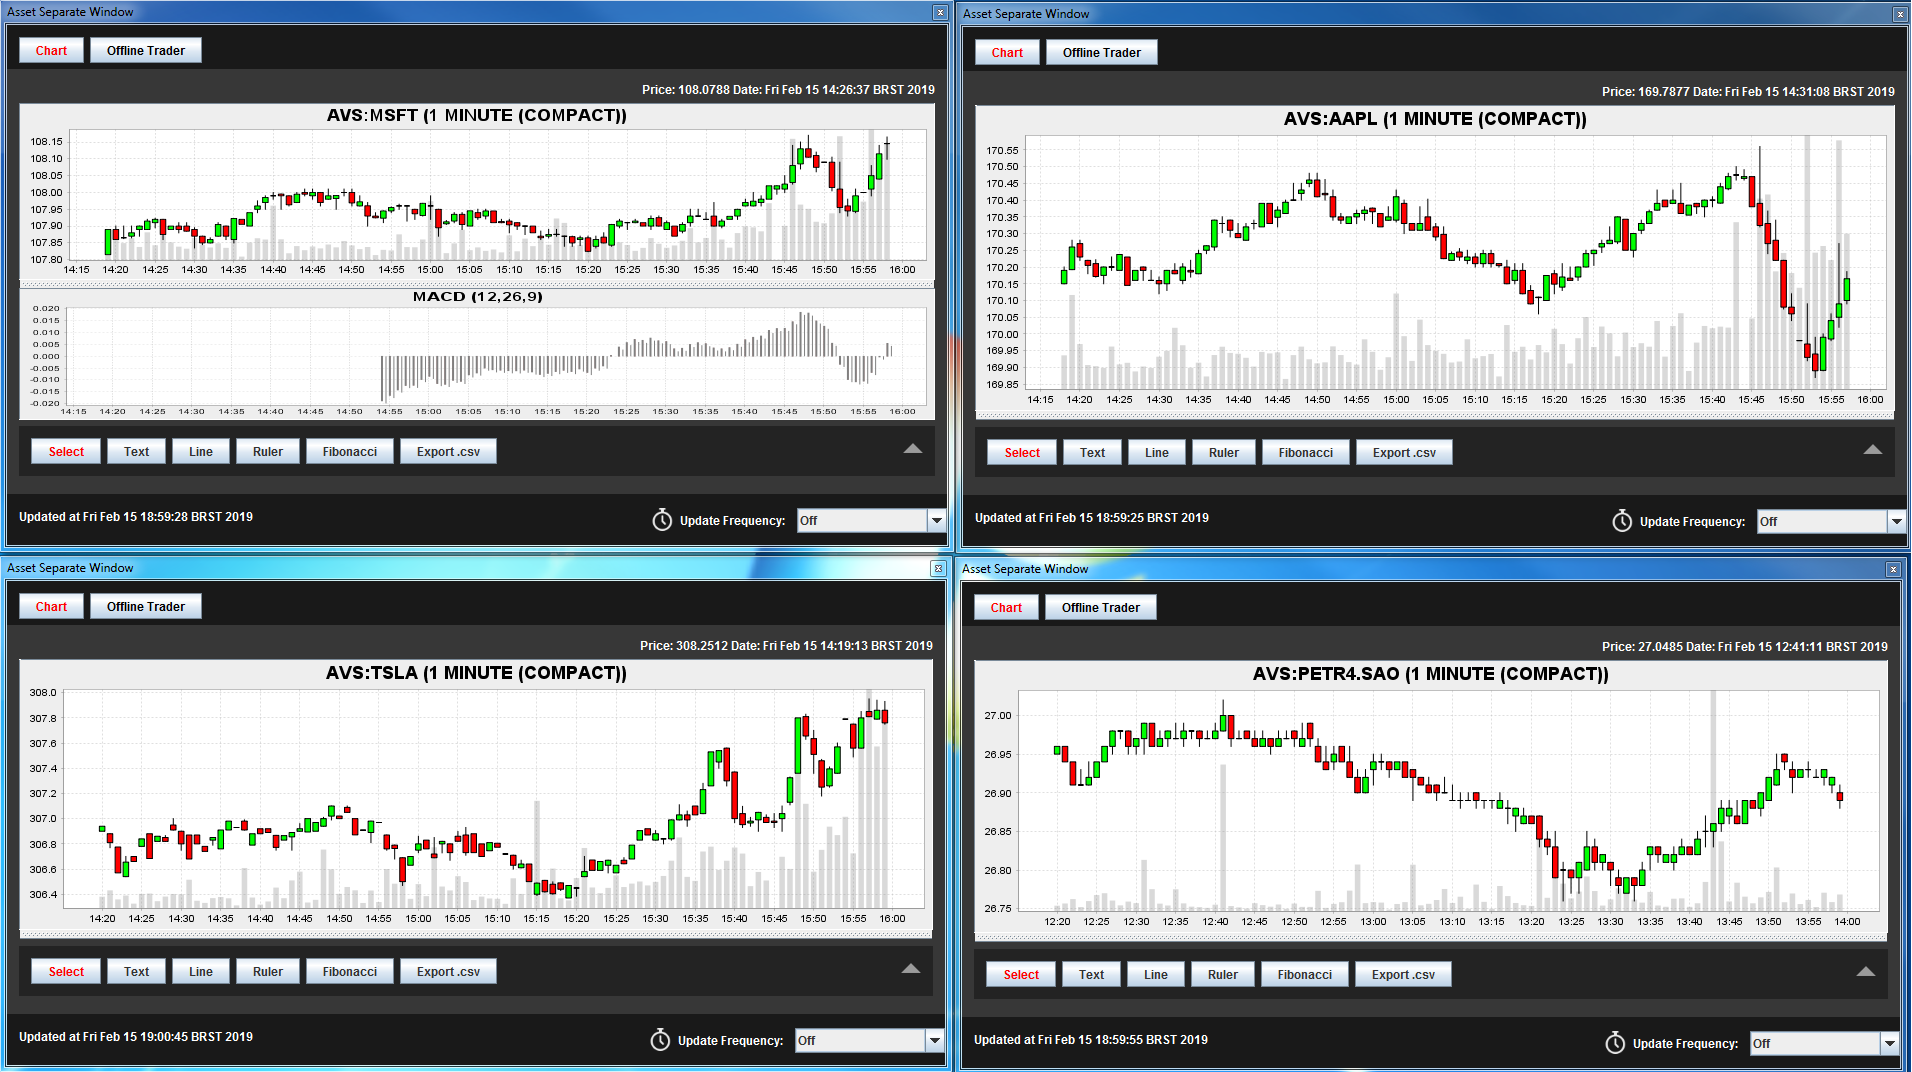 Asset Separate Window
x
Chart
Offline Trader
Price: 108.0788 Date: Fri Feb 15 14:26:37 BRST 2019
AVS:MSFT (1 MINUTE (COMPACT))
108.15
108.10
108.05
108.00
107.95
107.90
107.85
107.80
14:15 14:20 14:25 14:30 14:35 14:40 14:45 14:50 14:55 15:00 15:05 15:10 15:15 15:20 15:25 15:30 15:35 15:40 15:45 15:50 15:55 16:00
MACD (12,26,9)
0.020
0.015
0.010
0.005
0.000
-0.005
-0.010
-0.015
-0.020
14:15 14:20 14:25 14:30 14:35 14:40 14:45 14:50 14:55 15:00 15:05 15:10 15:15 15:20 15:25 15:30 15:35 15:40 15:45 15:50 15:55 16:00
Select Text Line Ruler Fibonacci Export .csv
Updated at Fri Feb 15 18:59:28 BRST 2019
Update Frequency: Off
Asset Separate Window
x
Chart
Offline Trader
Price: 169.7877 Date: Fri Feb 15 14:31:08 BRST 2019
AVS:AAPL (1 MINUTE (COMPACT))
170.55
170.50
170.45
170.40
170.35
170.30
170.25
170.20
170.15
170.10
170.05
170.00
169.95
169.90
169.85
14:15 14:20 14:25 14:30 14:35 14:40 14:45 14:50 14:55 15:00 15:05 15:10 15:15 15:20 15:25 15:30 15:35 15:40 15:45 15:50 15:55 16:00
Select Text Line Ruler Fibonacci Export .csv
Updated at Fri Feb 15 18:59:25 BRST 2019
Update Frequency: Off
Asset Separate Window
x
Chart
Offline Trader
Price: 308.2512 Date: Fri Feb 15 14:19:13 BRST 2019
AVS:TSLA (1 MINUTE (COMPACT))
308.0
307.8
307.6
307.4
307.2
307.0
306.8
306.6
306.4
14:20 14:25 14:30 14:35 14:40 14:45 14:50 14:55 15:00 15:05 15:10 15:15 15:20 15:25 15:30 15:35 15:40 15:45 15:50 15:55 16:00
Select Text Line Ruler Fibonacci Export .csv
Updated at Fri Feb 15 19:00:45 BRST 2019
Update Frequency: Off
Asset Separate Window
x
Chart
Offline Trader
Price: 27.0485 Date: Fri Feb 15 12:41:11 BRST 2019
AVS:PETR4.SAO (1 MINUTE (COMPACT))
27.00
26.95
26.90
26.85
26.80
26.75
12:20 12:25 12:30 12:35 12:40 12:45 12:50 12:55 13:00 13:05 13:10 13:15 13:20 13:25 13:30 13:35 13:40 13:45 13:50 13:55 14:00
Select Text Line Ruler Fibonacci Export .csv
Updated at Fri Feb 15 18:59:55 BRST 2019
Update Frequency: Off